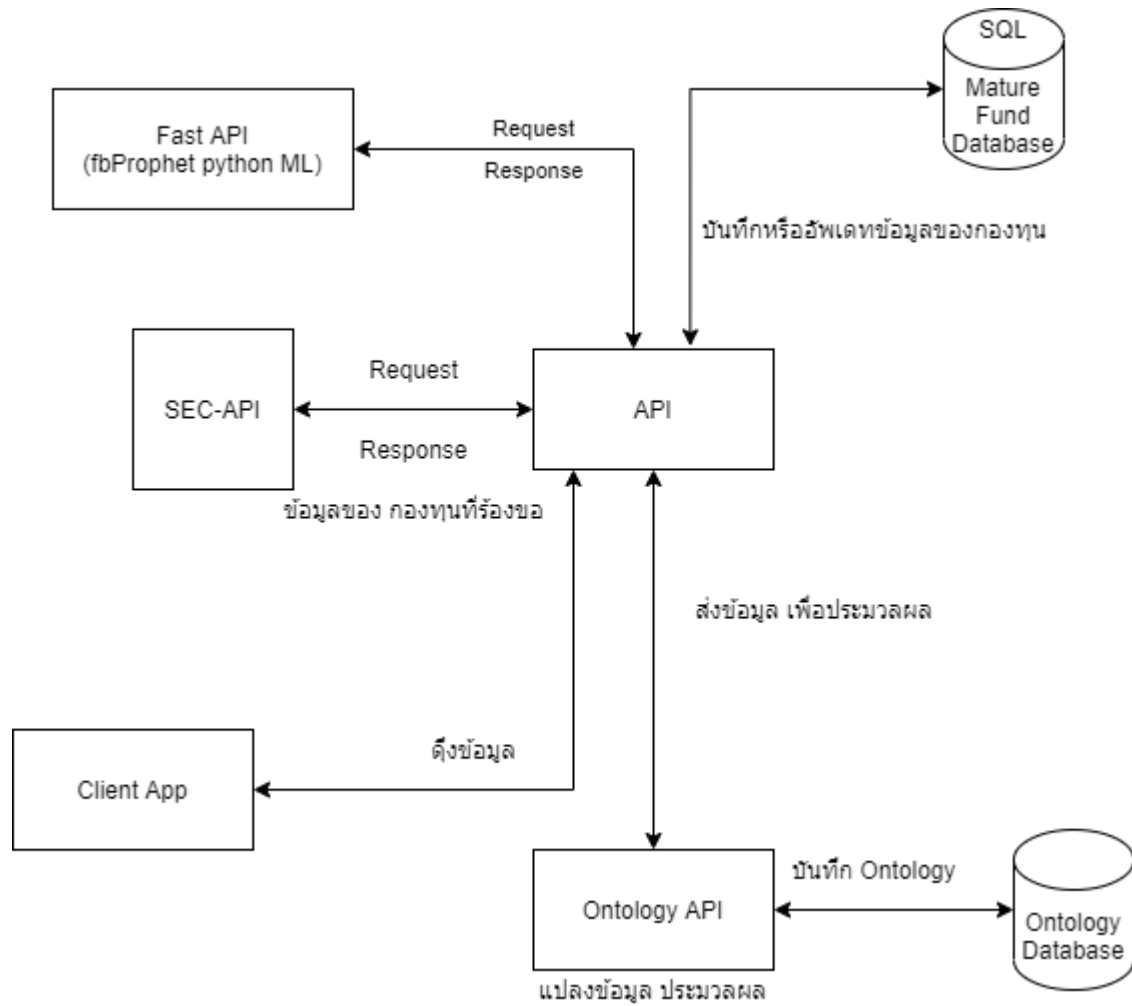 SQL
Mature
Fund
Database
Fast API
(fbProphet python ML)
Request
Response
บันทึกหรืออัพเดทข้อมูลของกองทุน
SEC-API
Request
Response
API
ข้อมูลของ กองทุนที่ร้องขอ
ส่งข้อมูล เพื่อประมวลผล
ดึงข้อมูล
Client App
บันทึก Ontology
Ontology API
Ontology
Database
แปลงข้อมูล ประมวลผล